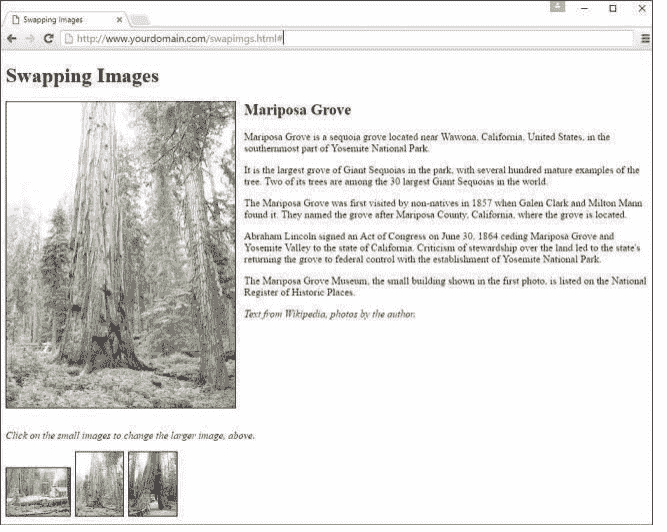 Swapping Images
http://www.yourdomain.com/swapimgs.html#
Swapping Images
Mariposa Grove
Mariposa Grove is a sequoia grove located near Wawona, California, United States, in the
southernmost part of Yosemite National Park.
It is the largest grove of Giant Sequoias in the park, with several hundred mature examples of the
tree. Two of its trees are among the 30 largest Giant Sequoias in the world.
The Mariposa Grove was first visited by non-natives in 1857 when Galen Clark and Milton Mann
found it. They named the grove after Mariposa County, California, where the grove is located.
Abraham Lincoln signed an Act of Congress on June 30, 1864 ceding Mariposa Grove and
Yosemite Valley to the state of California. Criticism of stewardship over the land led to the state's
returning the grove to federal control with the establishment of Yosemite National Park.
The Mariposa Grove Museum, the small building shown in the first photo, is listed on the National
Register of Historic Places.
Text from Wikipedia, photos by the author.
Click on the small images to change the larger image, above.